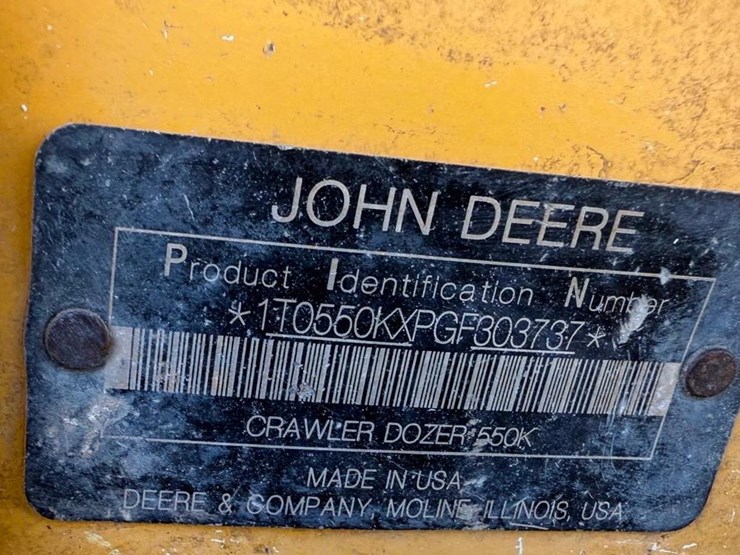 JOHN DEERE
Product Identification Number
*1T0550KXPGF303737*
CRAWLER DOZER 550K
MADE IN USA
DEERE & COMPANY, MOLINE, ILLINOIS, USA